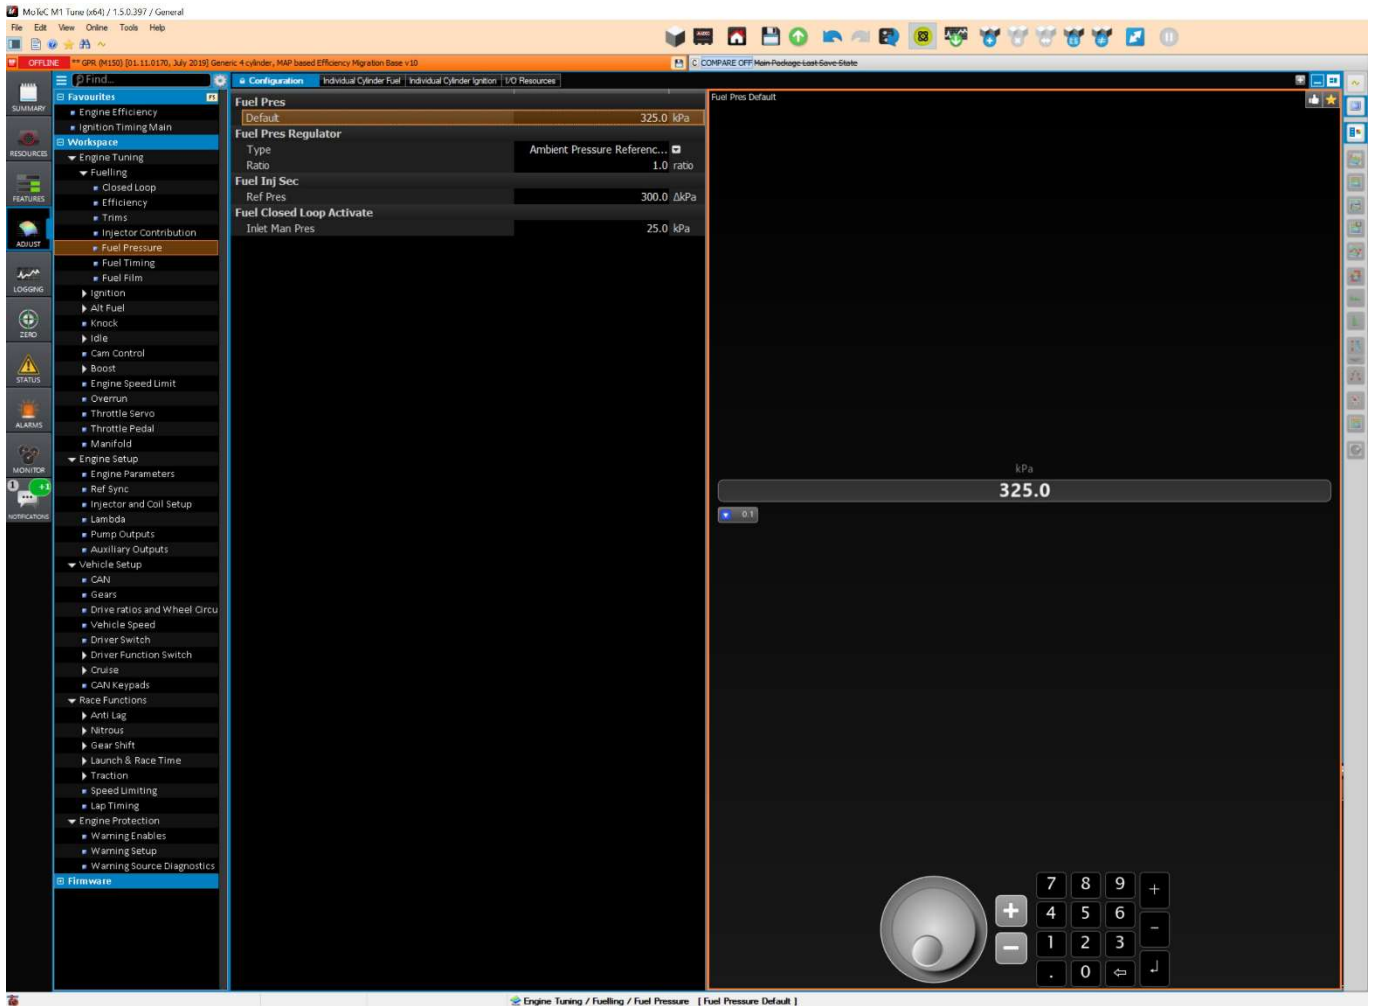 MoTeC M1 Tune (x64) / 1.5.0.397 / General
File Edit View Online Tools Help
OFFLINE ** GPR (M150) [01.11.0170, July 2019] Generic 4 cylinder, MAP based Efficiency Migration Base v10
C COMPARE OFF Main Package Last Save State
Find...
Configuration Individual Cylinder Fuel Individual Cylinder Ignition I/O Resources
SUMMARY
RESOURCES
FEATURES
ADJUST
LOGGING
ZERO
STATUS
ALARMS
MONITOR
1 +1
NOTIFICATIONS
Favourites F5
Engine Efficiency
Ignition Timing Main
Workspace
Engine Tuning
Fuelling
Closed Loop
Efficiency
Trims
Injector Contribution
Fuel Pressure
Fuel Timing
Fuel Film
Ignition
Alt Fuel
Knock
Idle
Cam Control
Boost
Engine Speed Limit
Overrun
Throttle Servo
Throttle Pedal
Manifold
Engine Setup
Engine Parameters
Ref Sync
Injector and Coil Setup
Lambda
Pump Outputs
Auxiliary Outputs
Vehicle Setup
CAN
Gears
Drive ratios and Wheel Circu
Vehicle Speed
Driver Switch
Driver Function Switch
Cruise
CAN Keypads
Race Functions
Anti Lag
Nitrous
Gear Shift
Launch & Race Time
Traction
Speed Limiting
Lap Timing
Engine Protection
Warning Enables
Warning Setup
Warning Source Diagnostics
Firmware
Fuel Pres
Default 325.0 kPa
Fuel Pres Regulator
Type Ambient Pressure Referenc...
Ratio 1.0 ratio
Fuel Inj Sec
Ref Pres 300.0 ΔkPa
Fuel Closed Loop Activate
Inlet Man Pres 25.0 kPa
Fuel Pres Default
kPa
325.0
0.1
7 8 9 +
+ 4 5 6
− 1 2 3 −
. 0 ⇦ ↵
Engine Tuning / Fuelling / Fuel Pressure [ Fuel Pressure Default ]